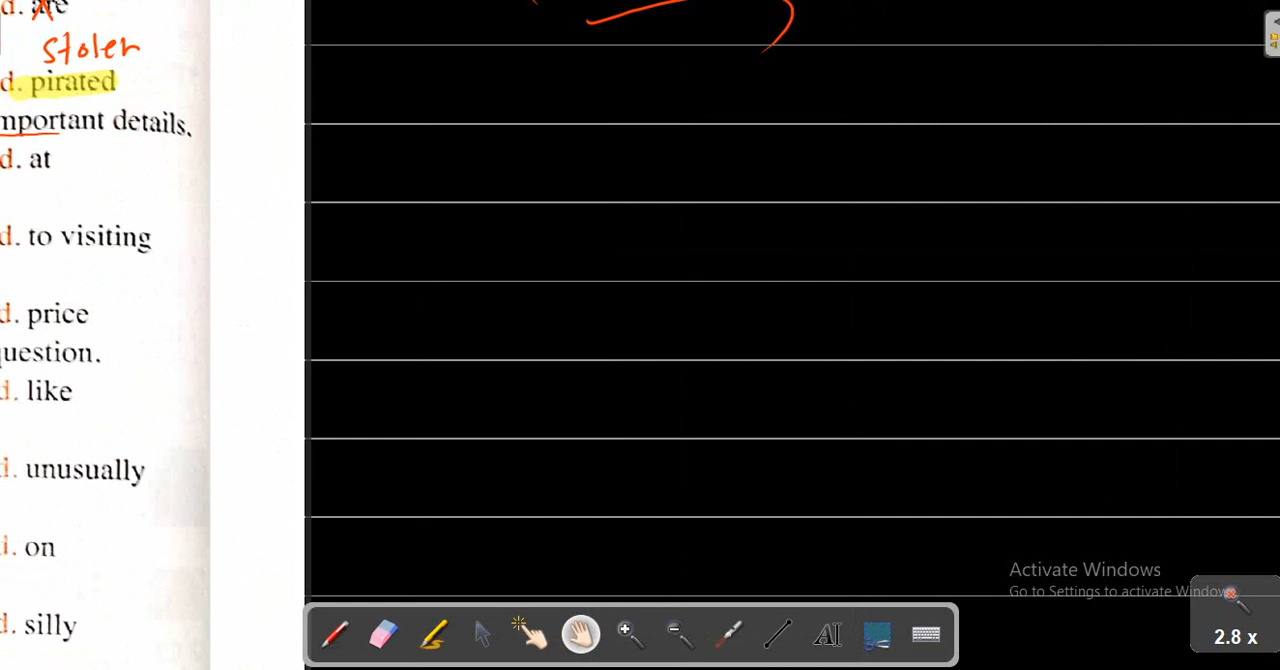 d. are
stolen
d. pirated
mportant details.
d. at
d. to visiting
d. price
question.
d. like
d. unusually
d. on
d. silly
Activate Windows
Go to Settings to activate Windows
AI
2.8 x